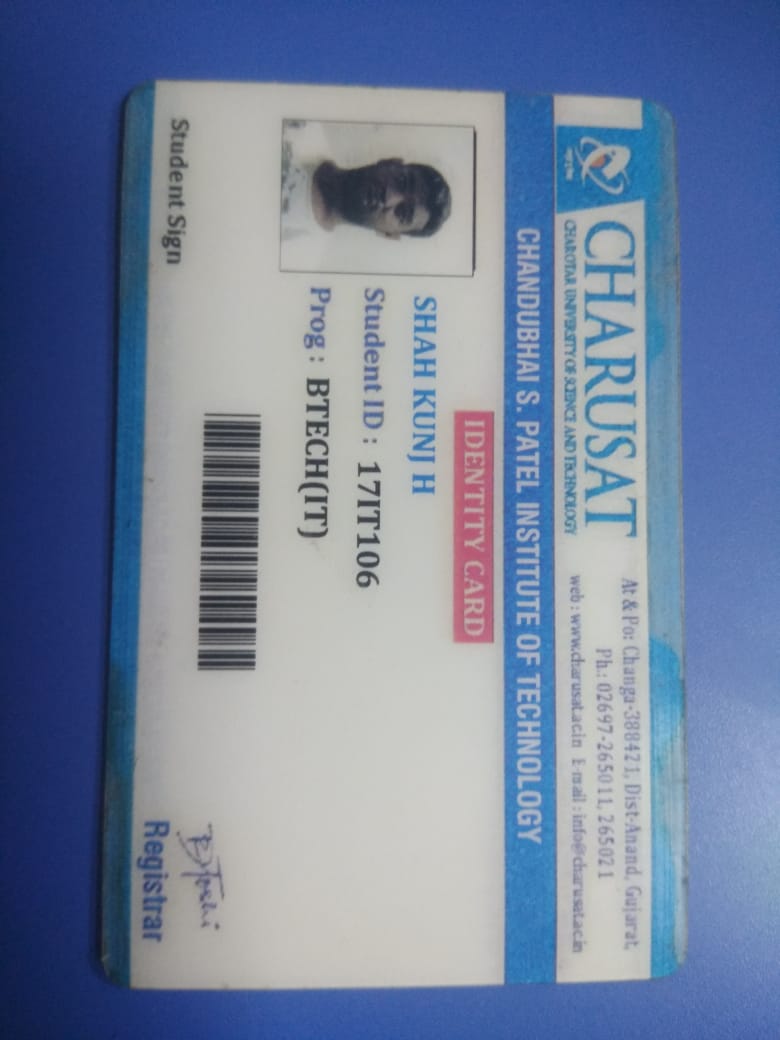 CHARUSAT
CHAROTAR UNIVERSITY OF SCIENCE AND TECHNOLOGY
At & Po: Changa-388421, Dist-Anand, Gujarat,
Ph.: 02697-265011, 265021
web : www.charusat.ac.in E-mail : info@charusat.ac.in
CHANDUBHAI S. PATEL INSTITUTE OF TECHNOLOGY
IDENTITY CARD
SHAH KUNJ H
Student ID : 17IT106
Prog : BTECH(IT)
Student Sign
Registrar